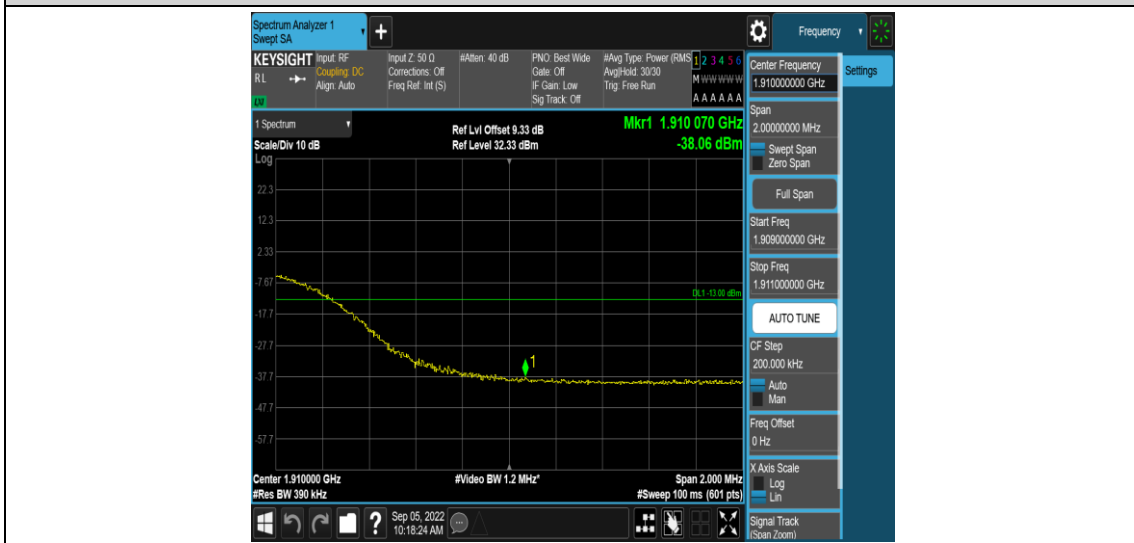 Spectrum Analyzer 1
Swept SA
+
Frequency
KEYSIGHT
RL
LXI
Input: RF
Coupling: DC
Align: Auto
Input Z: 50 Ω
Corrections: Off
Freq Ref: Int (S)
#Atten: 40 dB
PNO: Best Wide
Gate: Off
IF Gain: Low
Sig Track: Off
#Avg Type: Power (RMS
Avg|Hold: 30/30
Trig: Free Run
1 2 3 4 5 6
M W W W W W
A A A A A A
1 Spectrum
Scale/Div 10 dB
Ref Lvl Offset 9.33 dB
Ref Level 32.33 dBm
Mkr1 1.910 070 GHz
-38.06 dBm
Log
22.3
12.3
2.33
-7.67
-17.7
-27.7
-37.7
-47.7
-57.7
DL1 -13.00 dBm
1
Center 1.910000 GHz
#Res BW 390 kHz
#Video BW 1.2 MHz*
Span 2.000 MHz
#Sweep 100 ms (601 pts)
?
Sep 05, 2022
10:18:24 AM
Center Frequency
1.910000000 GHz
Settings
Span
2.00000000 MHz
Swept Span
Zero Span
Full Span
Start Freq
1.909000000 GHz
Stop Freq
1.911000000 GHz
AUTO TUNE
CF Step
200.000 kHz
Auto
Man
Freq Offset
0 Hz
X Axis Scale
Log
Lin
Signal Track
(Span Zoom)